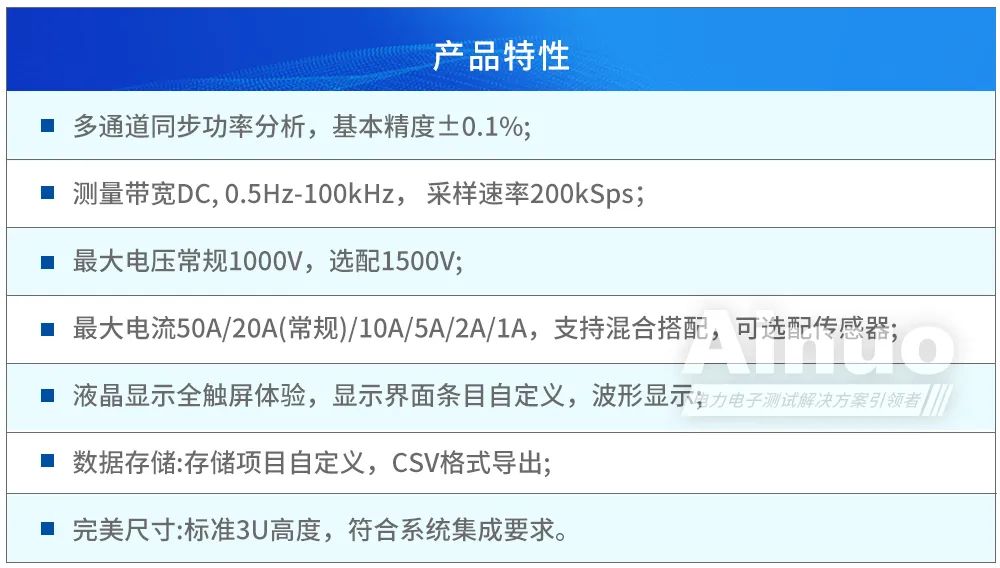 产品特性
多通道同步功率分析，基本精度±0.1%;
测量带宽DC, 0.5Hz-100kHz， 采样速率200kSps；
最大电压常规1000V，选配1500V;
最大电流50A/20A(常规)/10A/5A/2A/1A，支持混合搭配，可选配传感器;
Ainuo
液晶显示全触屏体验，显示界面条目自定义，波形显示;
电力电子测试解决方案引领者
数据存储:存储项目自定义，CSV格式导出;
完美尺寸:标准3U高度，符合系统集成要求。